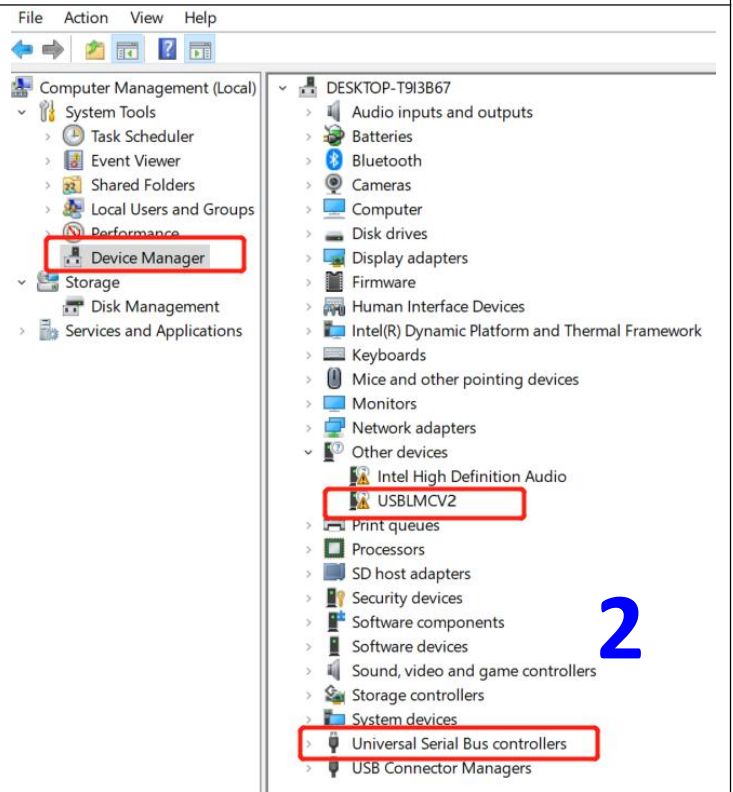 File Action View Help
Computer Management (Local)
System Tools
Task Scheduler
Event Viewer
Shared Folders
Local Users and Groups
Performance
Device Manager
Storage
Disk Management
Services and Applications
DESKTOP-T9I3B67
Audio inputs and outputs
Batteries
Bluetooth
Cameras
Computer
Disk drives
Display adapters
Firmware
Human Interface Devices
Intel(R) Dynamic Platform and Thermal Framework
Keyboards
Mice and other pointing devices
Monitors
Network adapters
Other devices
Intel High Definition Audio
USBLMCV2
Print queues
Processors
SD host adapters
Security devices
Software components
Software devices
Sound, video and game controllers
Storage controllers
System devices
Universal Serial Bus controllers
USB Connector Managers
2